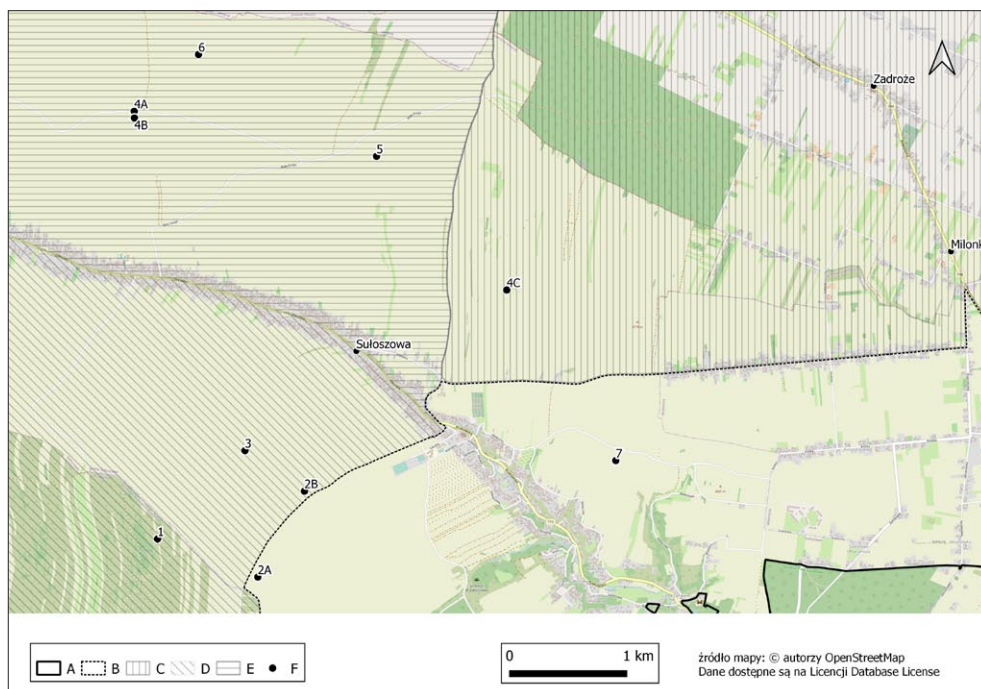 6
Zadroże
4A
4B
5
Milonk
4C
Sułoszowa
3
7
2B
1
2A
A B C D E F
0 1 km
źródło mapy: © autorzy OpenStreetMap
Dane dostępne są na Licencji Database License